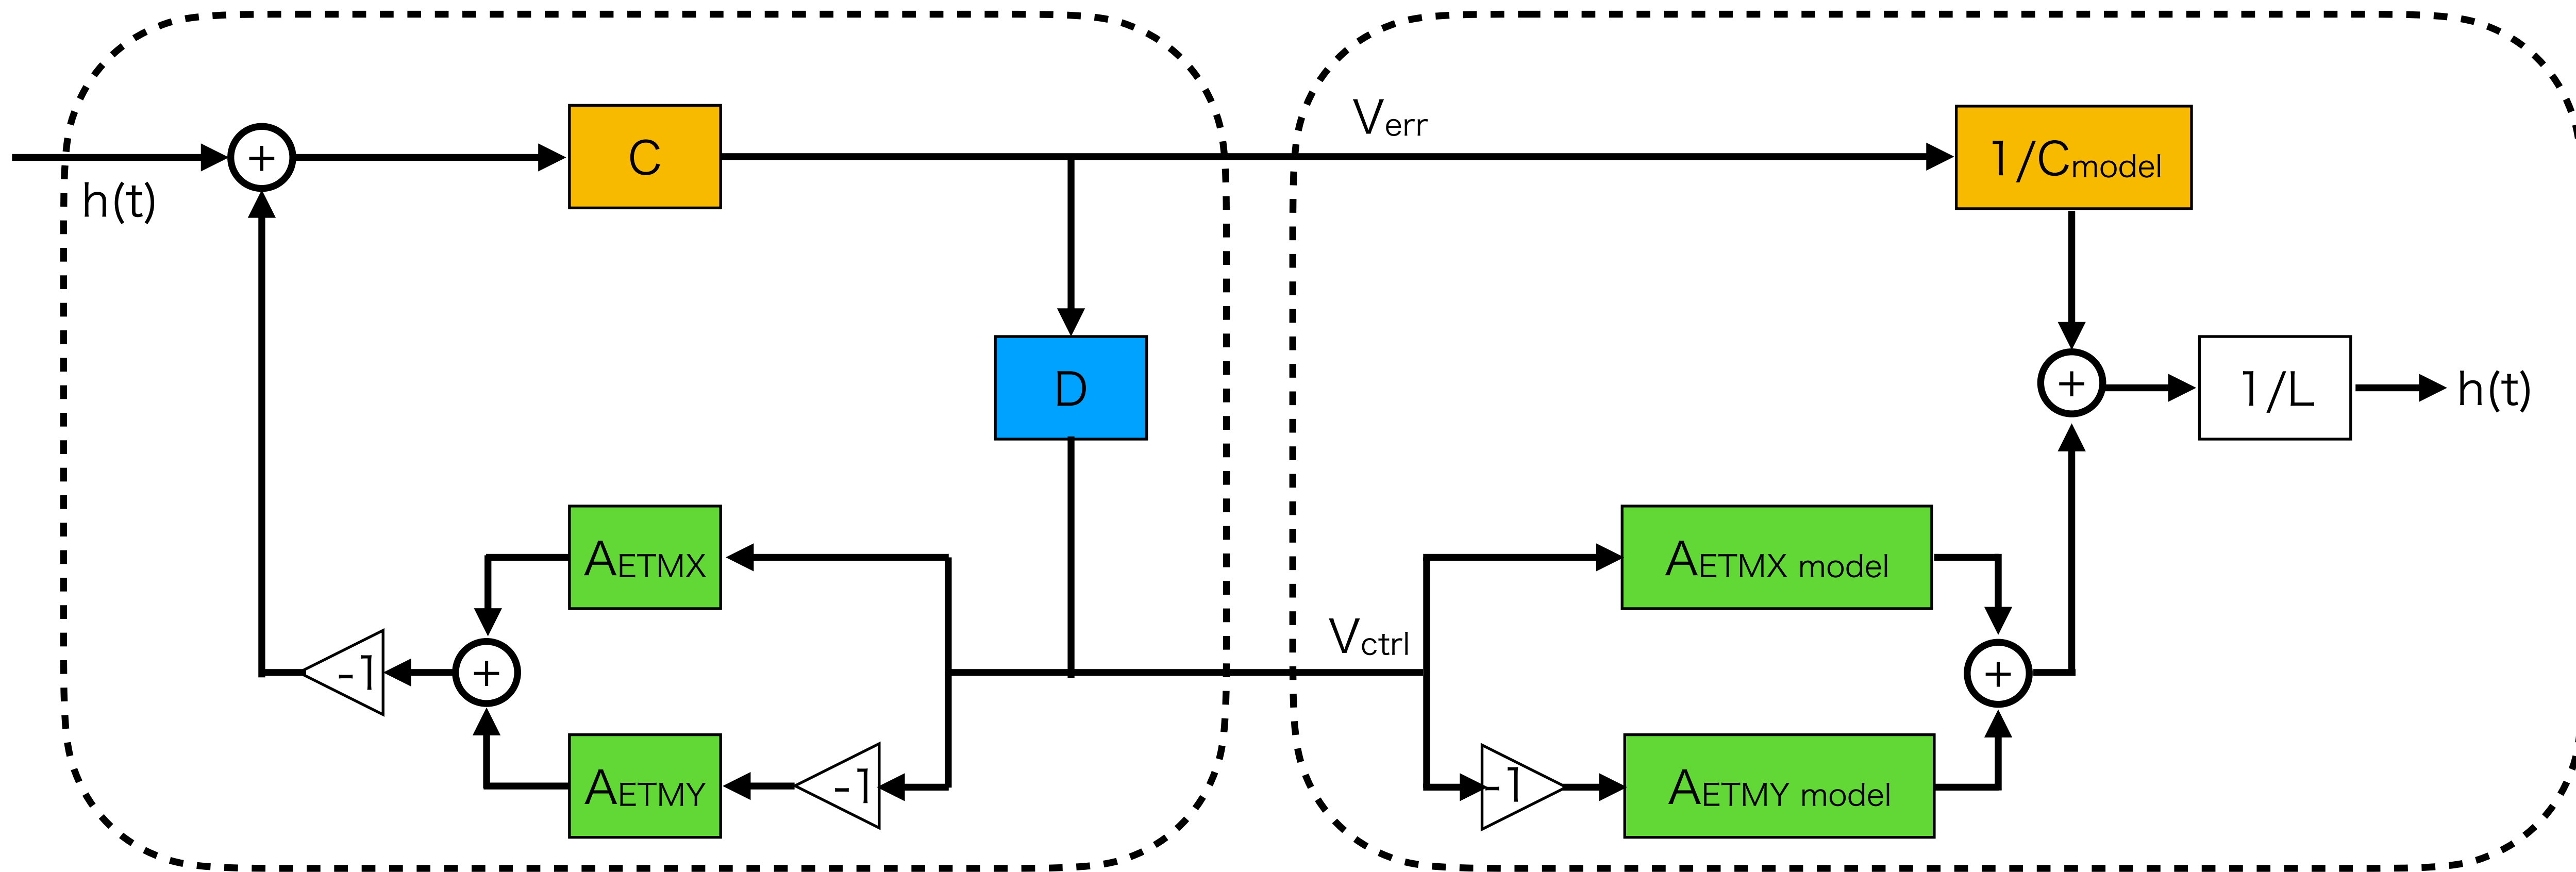 h(t)
+
C
Verr
1/Cmodel
D
+
1/L
h(t)
AETMX
AETMX model
-1
+
Vctrl
+
AETMY
-1
-1
AETMY model